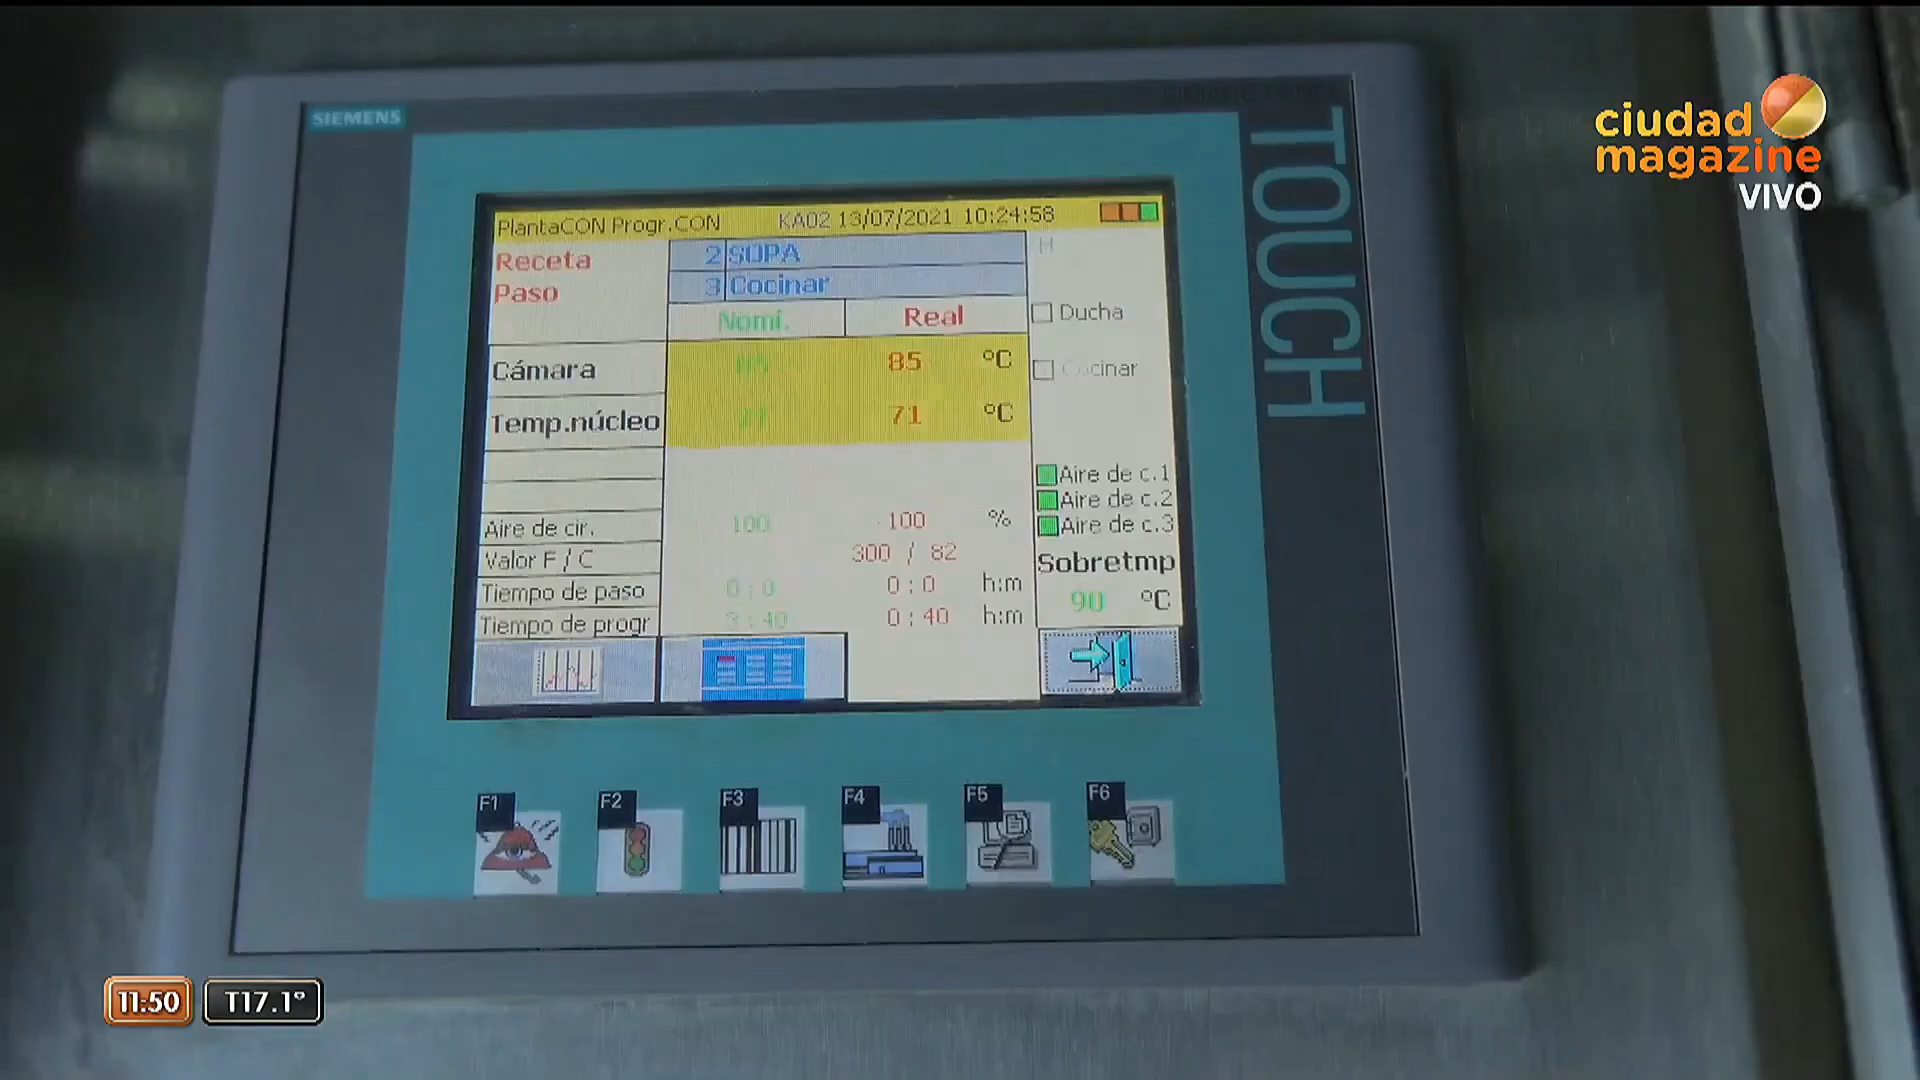 SIEMENS
TOUCH
ciudad
magazine
VIVO
PlantaCON Progr.CON KA02 13/07/2021 10:24:58
Receta 2 SOPA
Paso 3 Cocinar
H
Nomi. Real
Ducha
Cámara 85 °C
Cocinar
Temp.núcleo 71 °C
Aire de c.1
Aire de c.2
Aire de c.3
Aire de cir. 100 100 %
Valor F / C 300 / 82
Sobretmp
Tiempo de paso 0 : 0 0 : 0 h:m
90 °C
Tiempo de progr 3 : 40 0 : 40 h:m
F1 F2 F3 F4 F5 F6
11:50 T17.1°